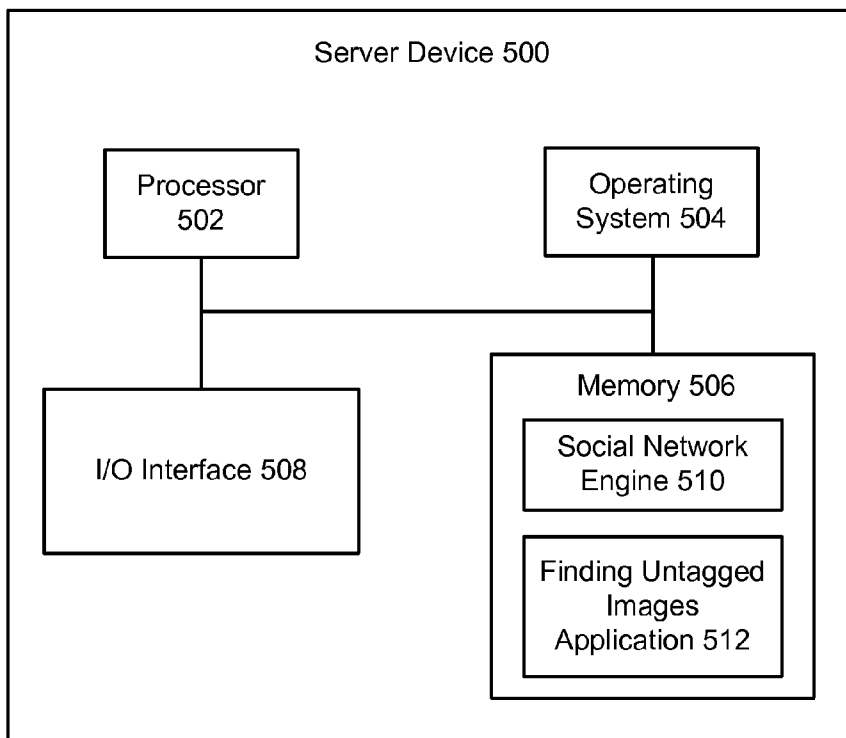 Server Device 500
Processor
502
Operating
System 504
I/O Interface 508
Memory 506
Social Network
Engine 510
Finding Untagged
Images
Application 512